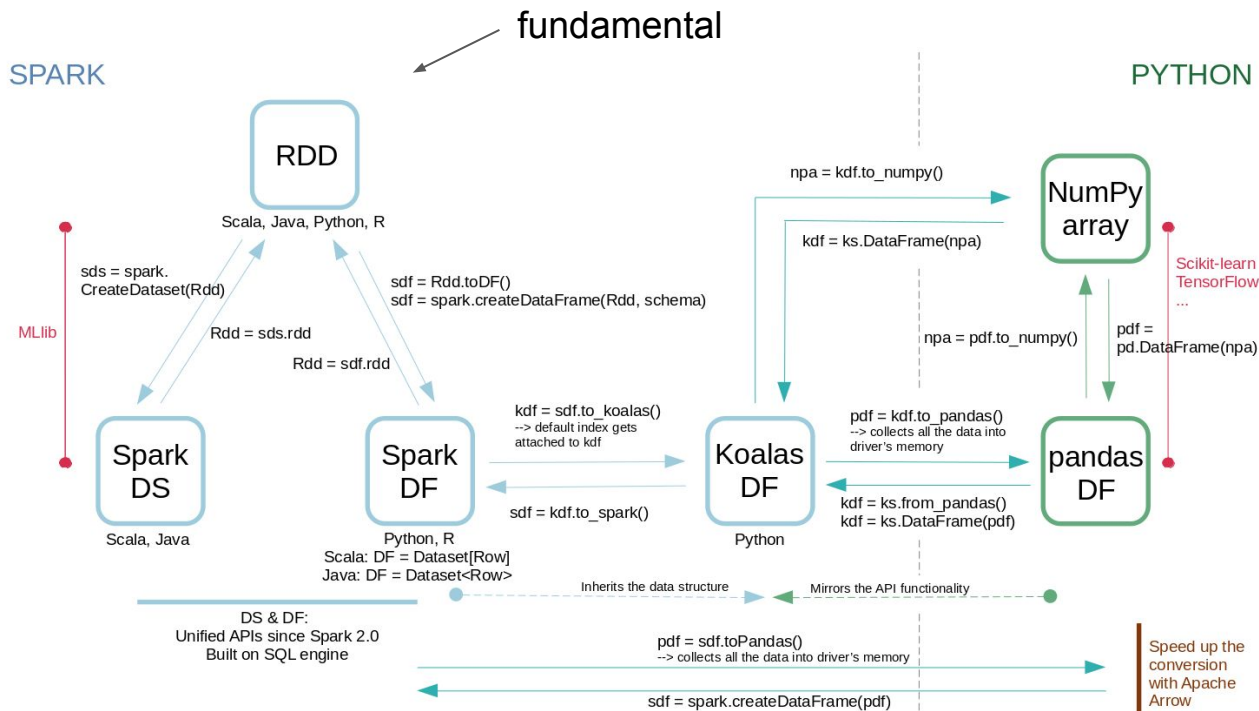 fundamental
SPARK
PYTHON
RDD
Scala, Java, Python, R
NumPy
array
npa = kdf.to_numpy()
kdf = ks.DataFrame(npa)
sds = spark.
CreateDataset(Rdd)
sdf = Rdd.toDF()
sdf = spark.createDataFrame(Rdd, schema)
Scikit-learn
TensorFlow
...
MLlib
Rdd = sds.rdd
Rdd = sdf.rdd
npa = pdf.to_numpy()
pdf =
pd.DataFrame(npa)
Spark
DS
Scala, Java
Spark
DF
Python, R
Scala: DF = Dataset[Row]
Java: DF = Dataset<Row>
kdf = sdf.to_koalas()
--> default index gets
attached to kdf
sdf = kdf.to_spark()
Koalas
DF
Python
pdf = kdf.to_pandas()
--> collects all the data into
driver's memory
kdf = ks.from_pandas()
kdf = ks.DataFrame(pdf)
pandas
DF
Inherits the data structure
Mirrors the API functionality
DS & DF:
Unified APIs since Spark 2.0
Built on SQL engine
pdf = sdf.toPandas()
--> collects all the data into driver's memory
sdf = spark.createDataFrame(pdf)
Speed up the
conversion
with Apache
Arrow